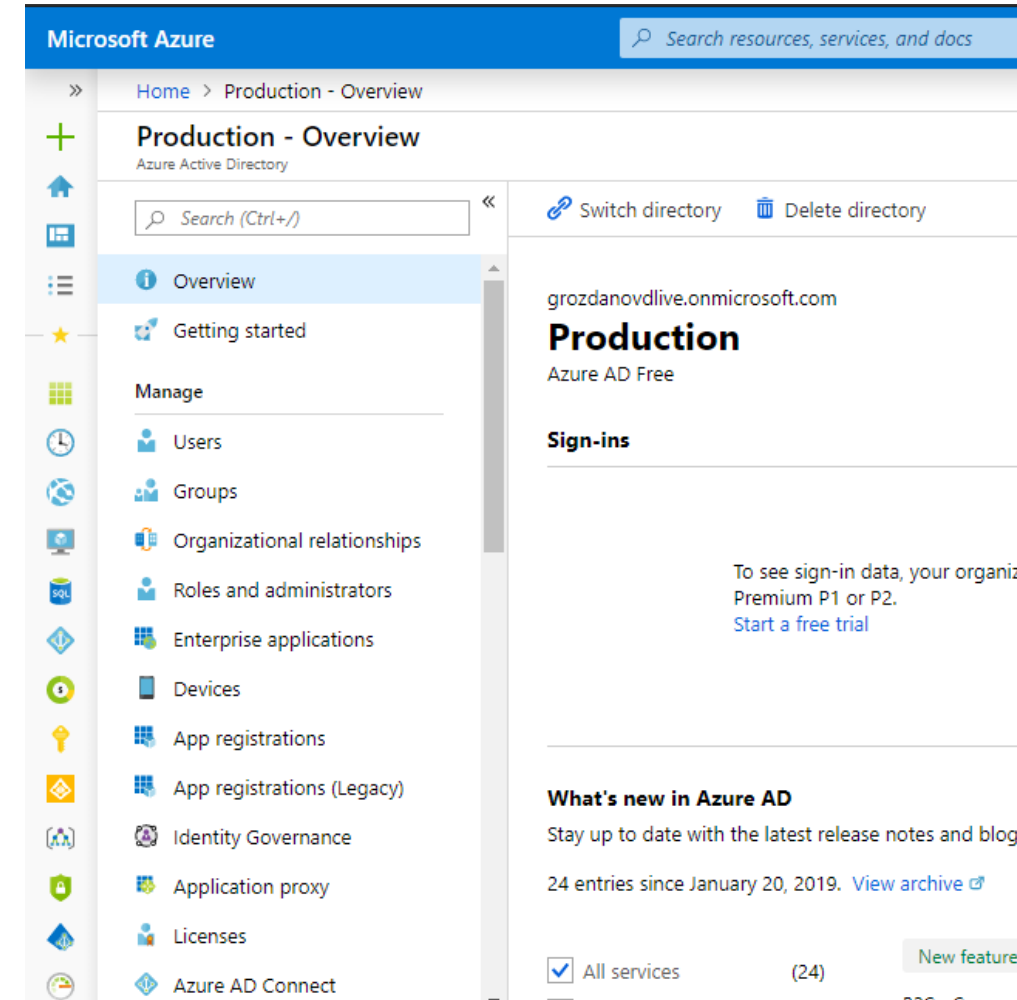 Microsoft Azure
Search resources, services, and docs
Home > Production - Overview
Production - Overview
Azure Active Directory
Search (Ctrl+/)
Overview
Getting started
Manage
Users
Groups
Organizational relationships
Roles and administrators
Enterprise applications
Devices
App registrations
App registrations (Legacy)
Identity Governance
Application proxy
Licenses
Azure AD Connect
Switch directory
Delete directory
grozdanovdlive.onmicrosoft.com
Production
Azure AD Free
Sign-ins
To see sign-in data, your organiz
Premium P1 or P2.
Start a free trial
What's new in Azure AD
Stay up to date with the latest release notes and blog
24 entries since January 20, 2019. View archive
All services (24)
New feature
SQL